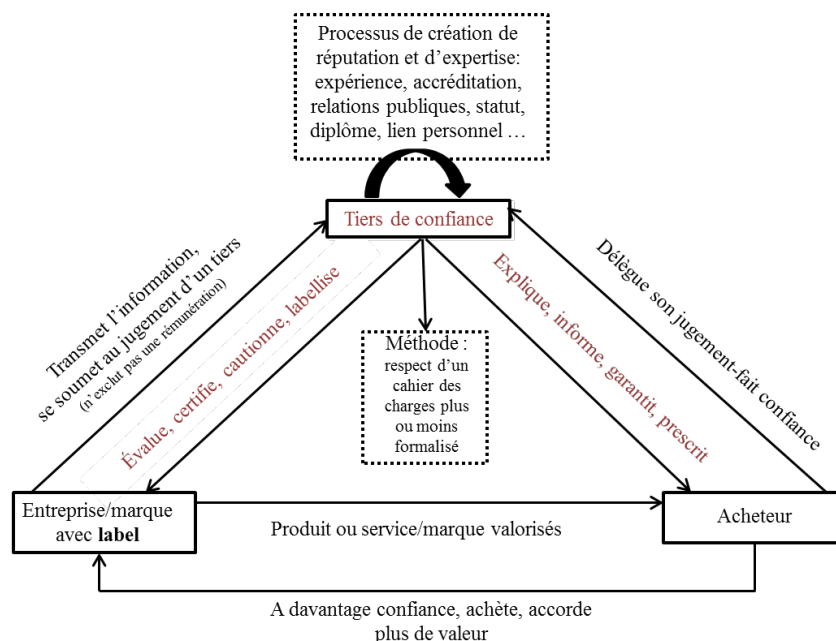 Processus de création de
réputation et d’expertise:
expérience, accréditation,
relations publiques, statut,
diplôme, lien personnel …
Tiers de confiance
Transmet l’information,
se soumet au jugement d’un tiers
(n’exclut pas une rémunération)
Évalue, certifie, cautionne, labellise
Méthode :
respect d’un
cahier des
charges plus
ou moins
formalisé
Explique, informe, garantit, prescrit
Délègue son jugement-fait confiance
Entreprise/marque
avec label
Produit ou service/marque valorisés
Acheteur
A davantage confiance, achète, accorde
plus de valeur